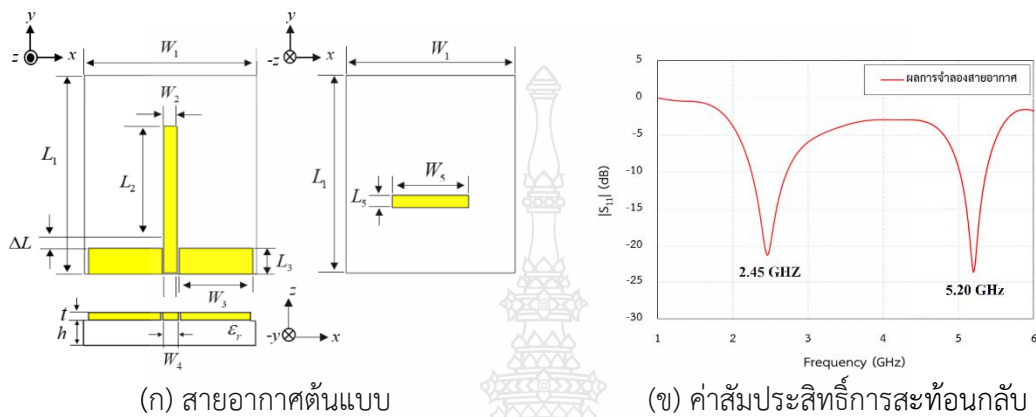 y
z x
W₁
W₂
L₁
L₂
ΔL
L₃
W₃
y
-z x
W₁
L₁
W₅
L₅
t
h
εᵣ
W₄
z
-y x
(ก) สายอากาศต้นแบบ
5
0
-5
-10
-15
-20
-25
-30
|S₁₁| (dB)
ผลการจำลองสายอากาศ
2.45 GHZ
5.20 GHz
1 2 3 4 5 6
Frequency (GHz)
(ข) ค่าสัมประสิทธิ์การสะท้อนกลับ